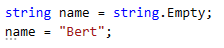 string name = string.Empty;
name = "Bert";